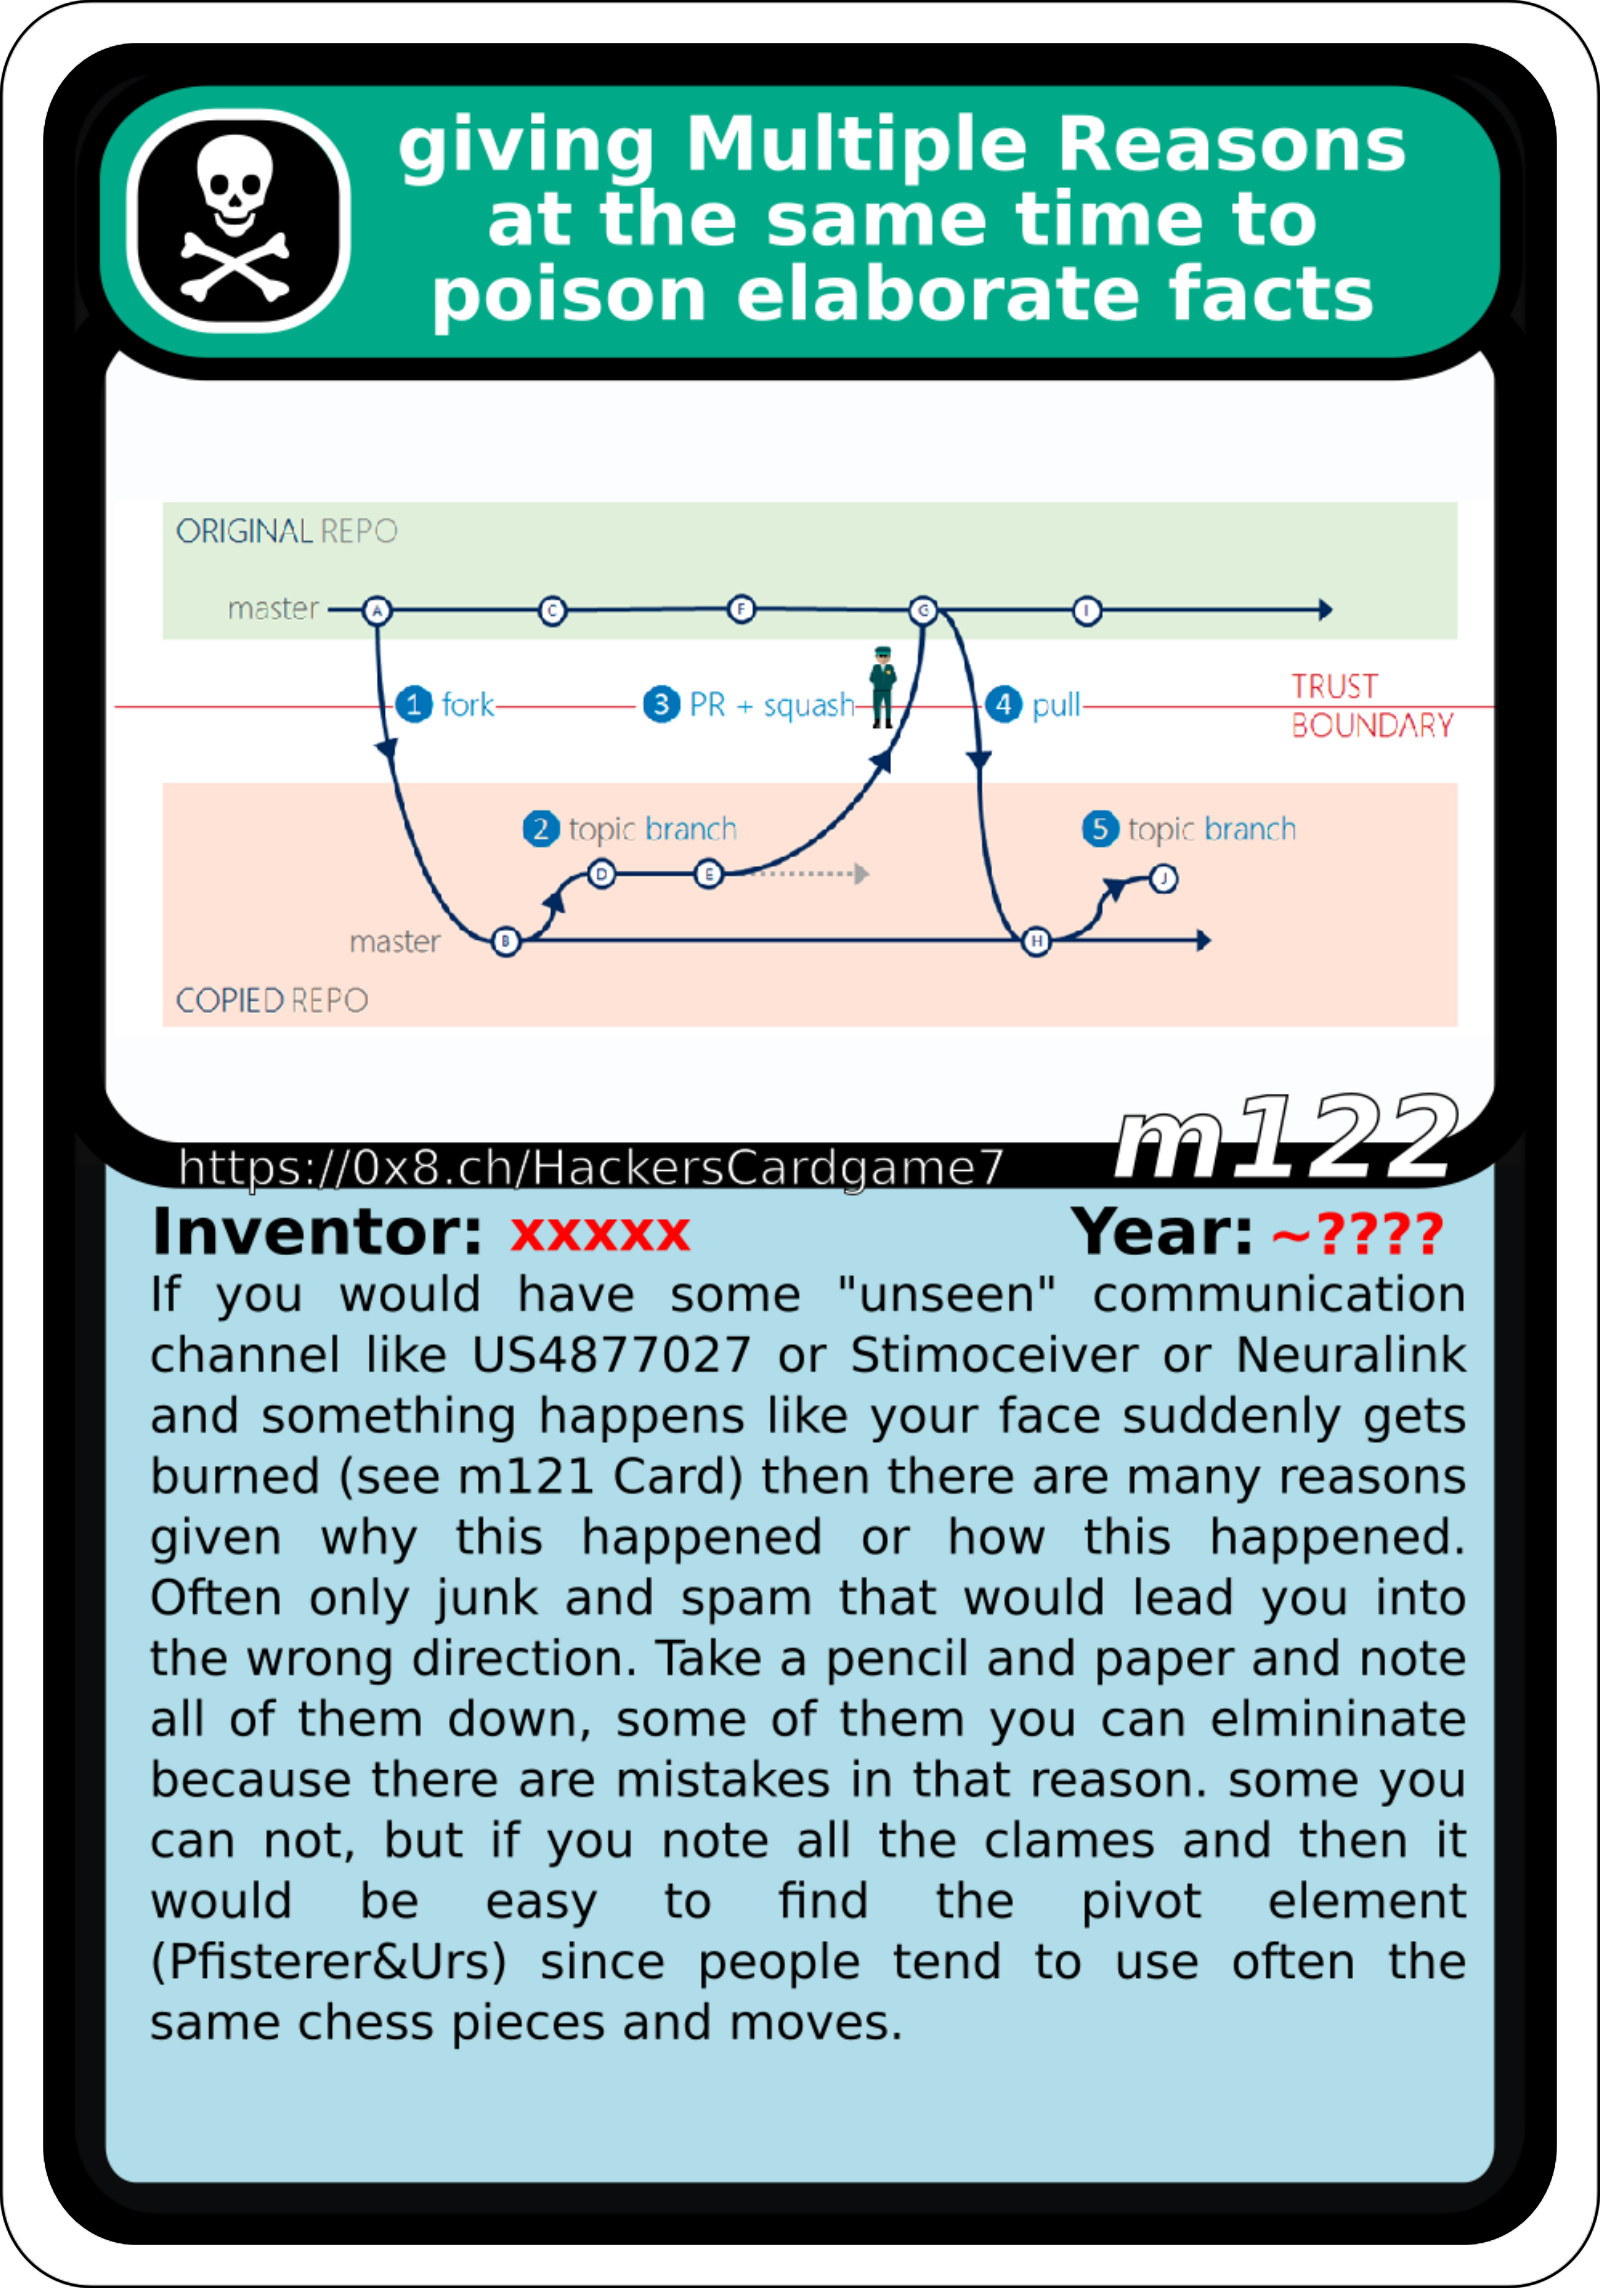 giving Multiple Reasons
at the same time to
poison elaborate facts
ORIGINAL REPO
master
A
C
F
G
I
1 fork
3 PR + squash
4 pull
TRUST
BOUNDARY
2 topic branch
5 topic branch
D
E
J
master
B
H
COPIED REPO
m122
https://0x8.ch/HackersCardgame7
Inventor: xxxxx
Year: ~????
If you would have some "unseen" communication
channel like US4877027 or Stimoceiver or Neuralink
and something happens like your face suddenly gets
burned (see m121 Card) then there are many reasons
given why this happened or how this happened.
Often only junk and spam that would lead you into
the wrong direction. Take a pencil and paper and note
all of them down, some of them you can elmininate
because there are mistakes in that reason. some you
can not, but if you note all the clames and then it
would be easy to find the pivot element
(Pfisterer&Urs) since people tend to use often the
same chess pieces and moves.